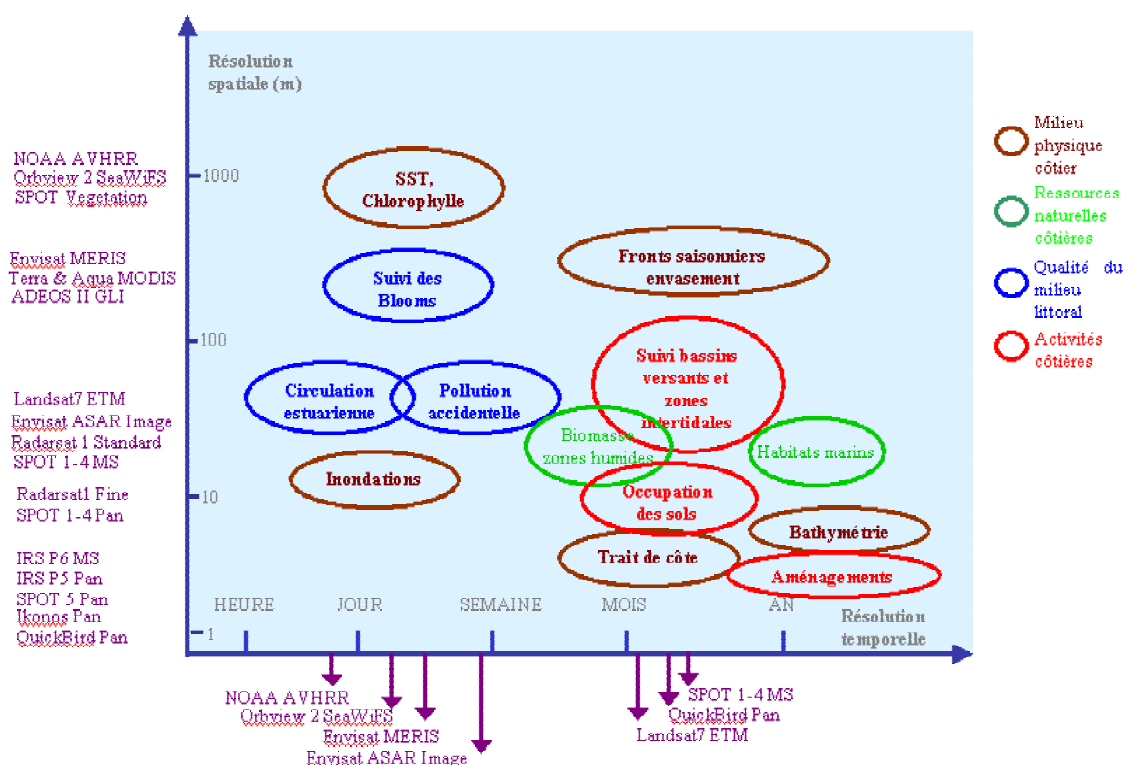 Résolution
spatiale (m)
NOAA AVHRR
Orbview 2 SeaWiFS
SPOT Vegetation
1000
SST,
Chlorophylle
Milieu
physique
côtier
Ressources
naturelles
côtières
Qualité du
milieu
littoral
Activités
côtières
Envisat MERIS
Terra & Aqua MODIS
ADEOS II GLI
Suivi des
Blooms
Fronts saisonniers
envasement
100
Landsat7 ETM
Envisat ASAR Image
Radarsat 1 Standard
SPOT 1-4 MS
Circulation
estuarienne
Pollution
accidentelle
Suivi bassins
versants et
zones
intertidales
Biomasse
zones humides
Habitats marins
Inondations
Radarsat1 Fine
SPOT 1-4 Pan
10
Occupation
des sols
Bathymétrie
Trait de côte
Aménagements
IRS P6 MS
IRS P5 Pan
SPOT 5 Pan
Ikonos Pan
QuickBird Pan
HEURE
JOUR
SEMAINE
MOIS
AN
Résolution
temporelle
1
NOAA AVHRR
Orbview 2 SeaWiFS
Envisat MERIS
Envisat ASAR Image
SPOT 1-4 MS
QuickBird Pan
Landsat7 ETM